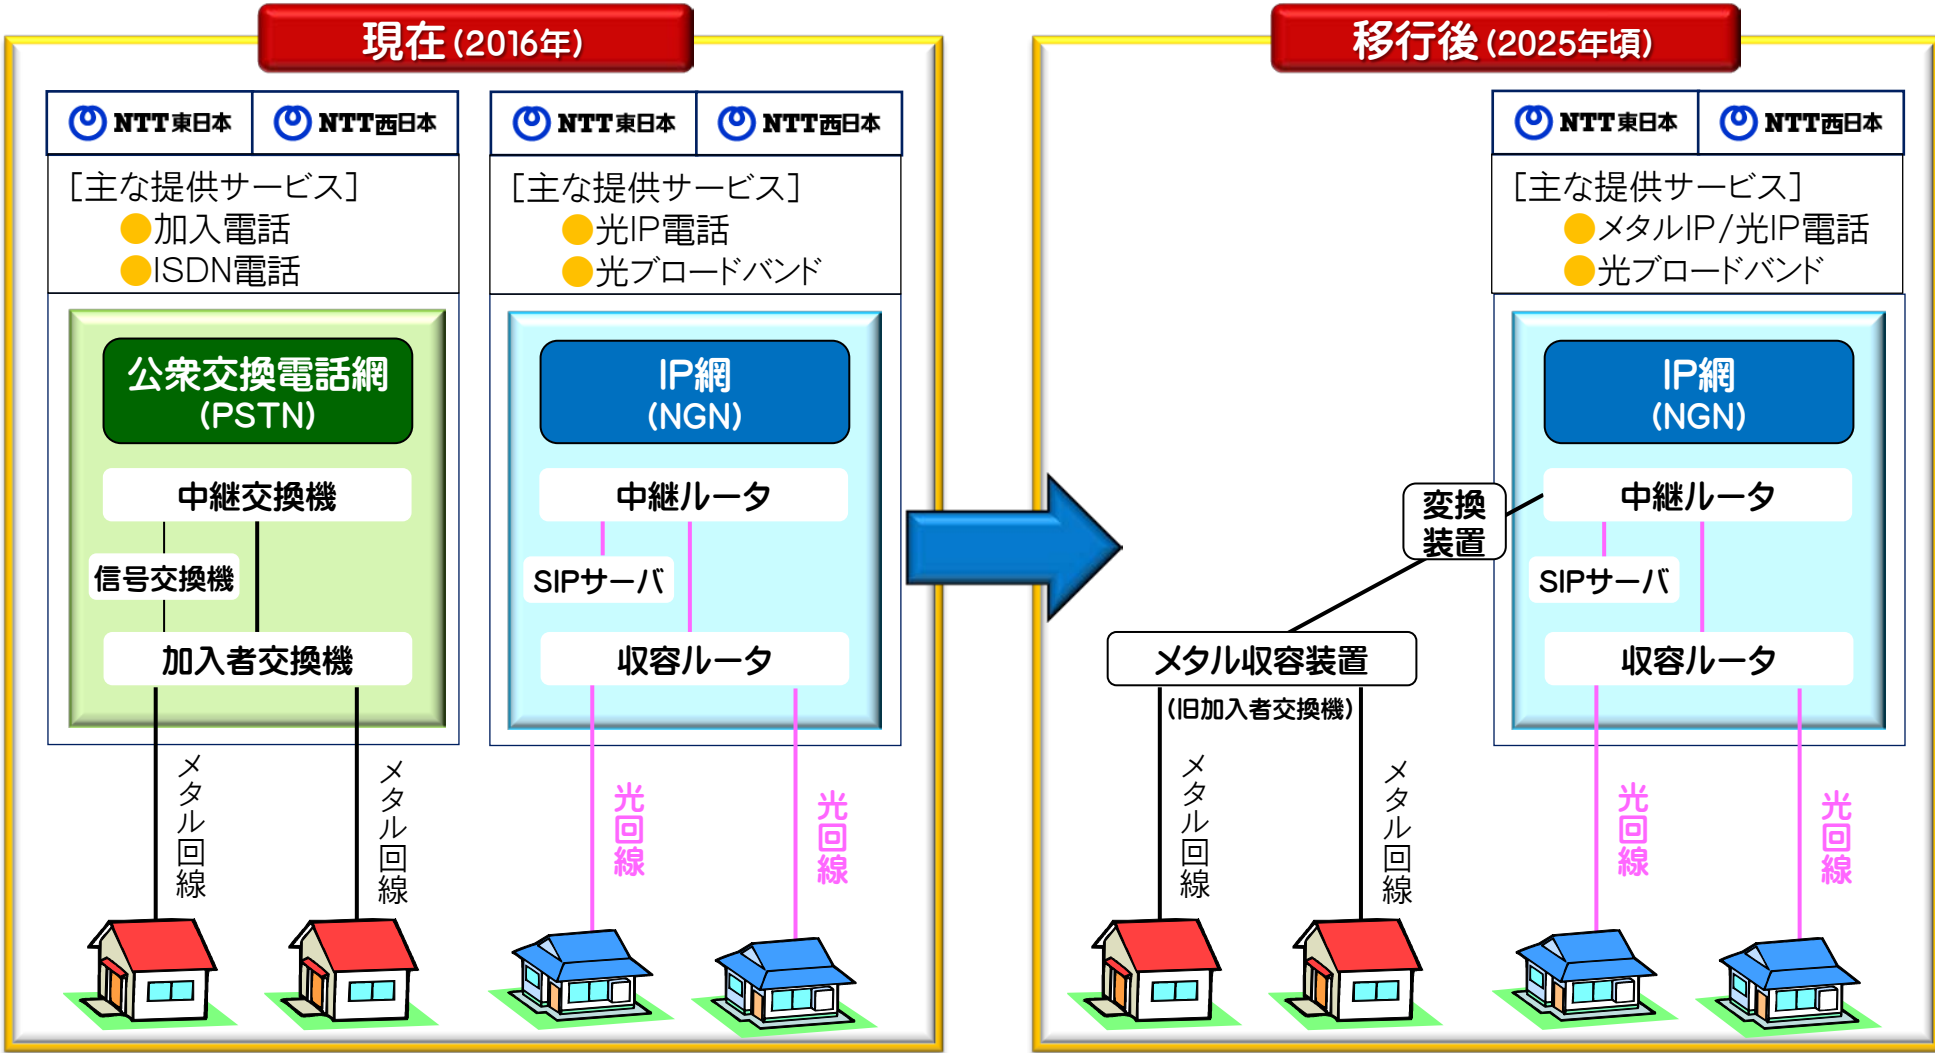 現在(2016年)
NTT東日本
NTT西日本
[主な提供サービス]
●加入電話
●ISDN電話
公衆交換電話網
(PSTN)
中継交換機
信号交換機
加入者交換機
メタル回線
メタル回線
NTT東日本
NTT西日本
[主な提供サービス]
●光IP電話
●光ブロードバンド
IP網
(NGN)
中継ルータ
SIPサーバ
収容ルータ
光回線
光回線
移行後(2025年頃)
NTT東日本
NTT西日本
[主な提供サービス]
●メタルIP/光IP電話
●光ブロードバンド
IP網
(NGN)
中継ルータ
変換
装置
SIPサーバ
収容ルータ
メタル収容装置
(旧加入者交換機)
メタル回線
メタル回線
光回線
光回線